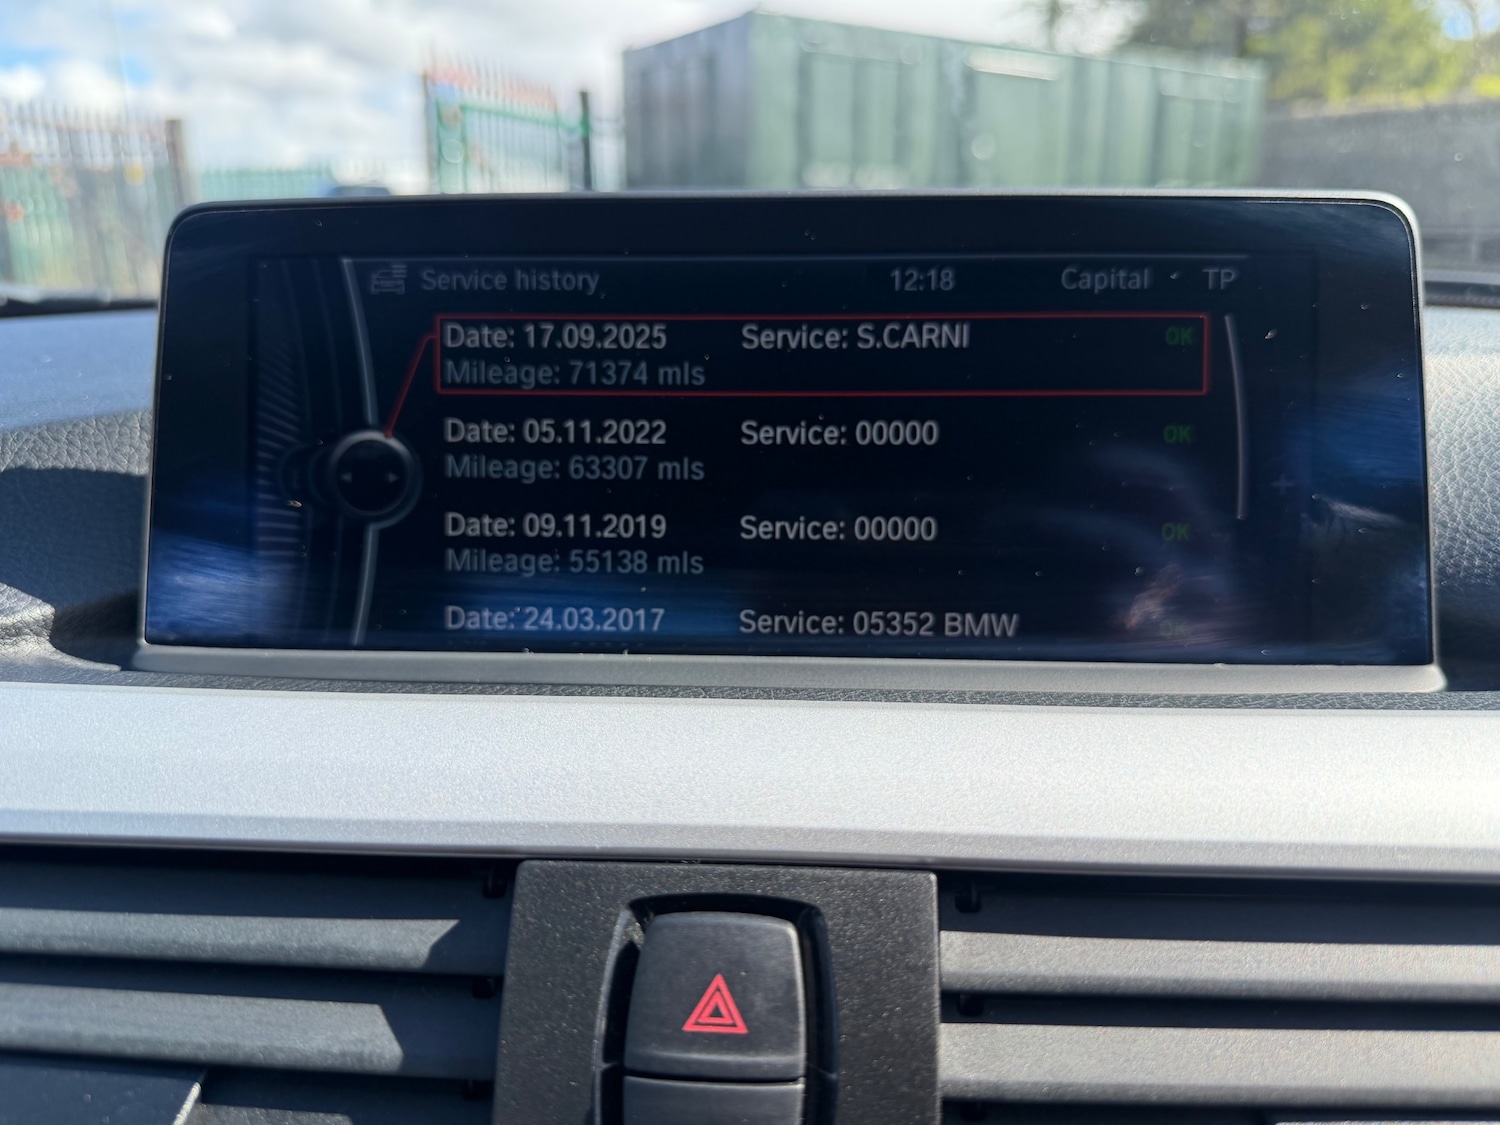 Service history 12:18 Capital TP
Date: 17.09.2025 Service: S.CARNI OK
Mileage: 71374 mls
Date: 05.11.2022 Service: 00000 OK
Mileage: 63307 mls
Date: 09.11.2019 Service: 00000 OK
Mileage: 55138 mls
Date: 24.03.2017 Service: 05352 BMW OK